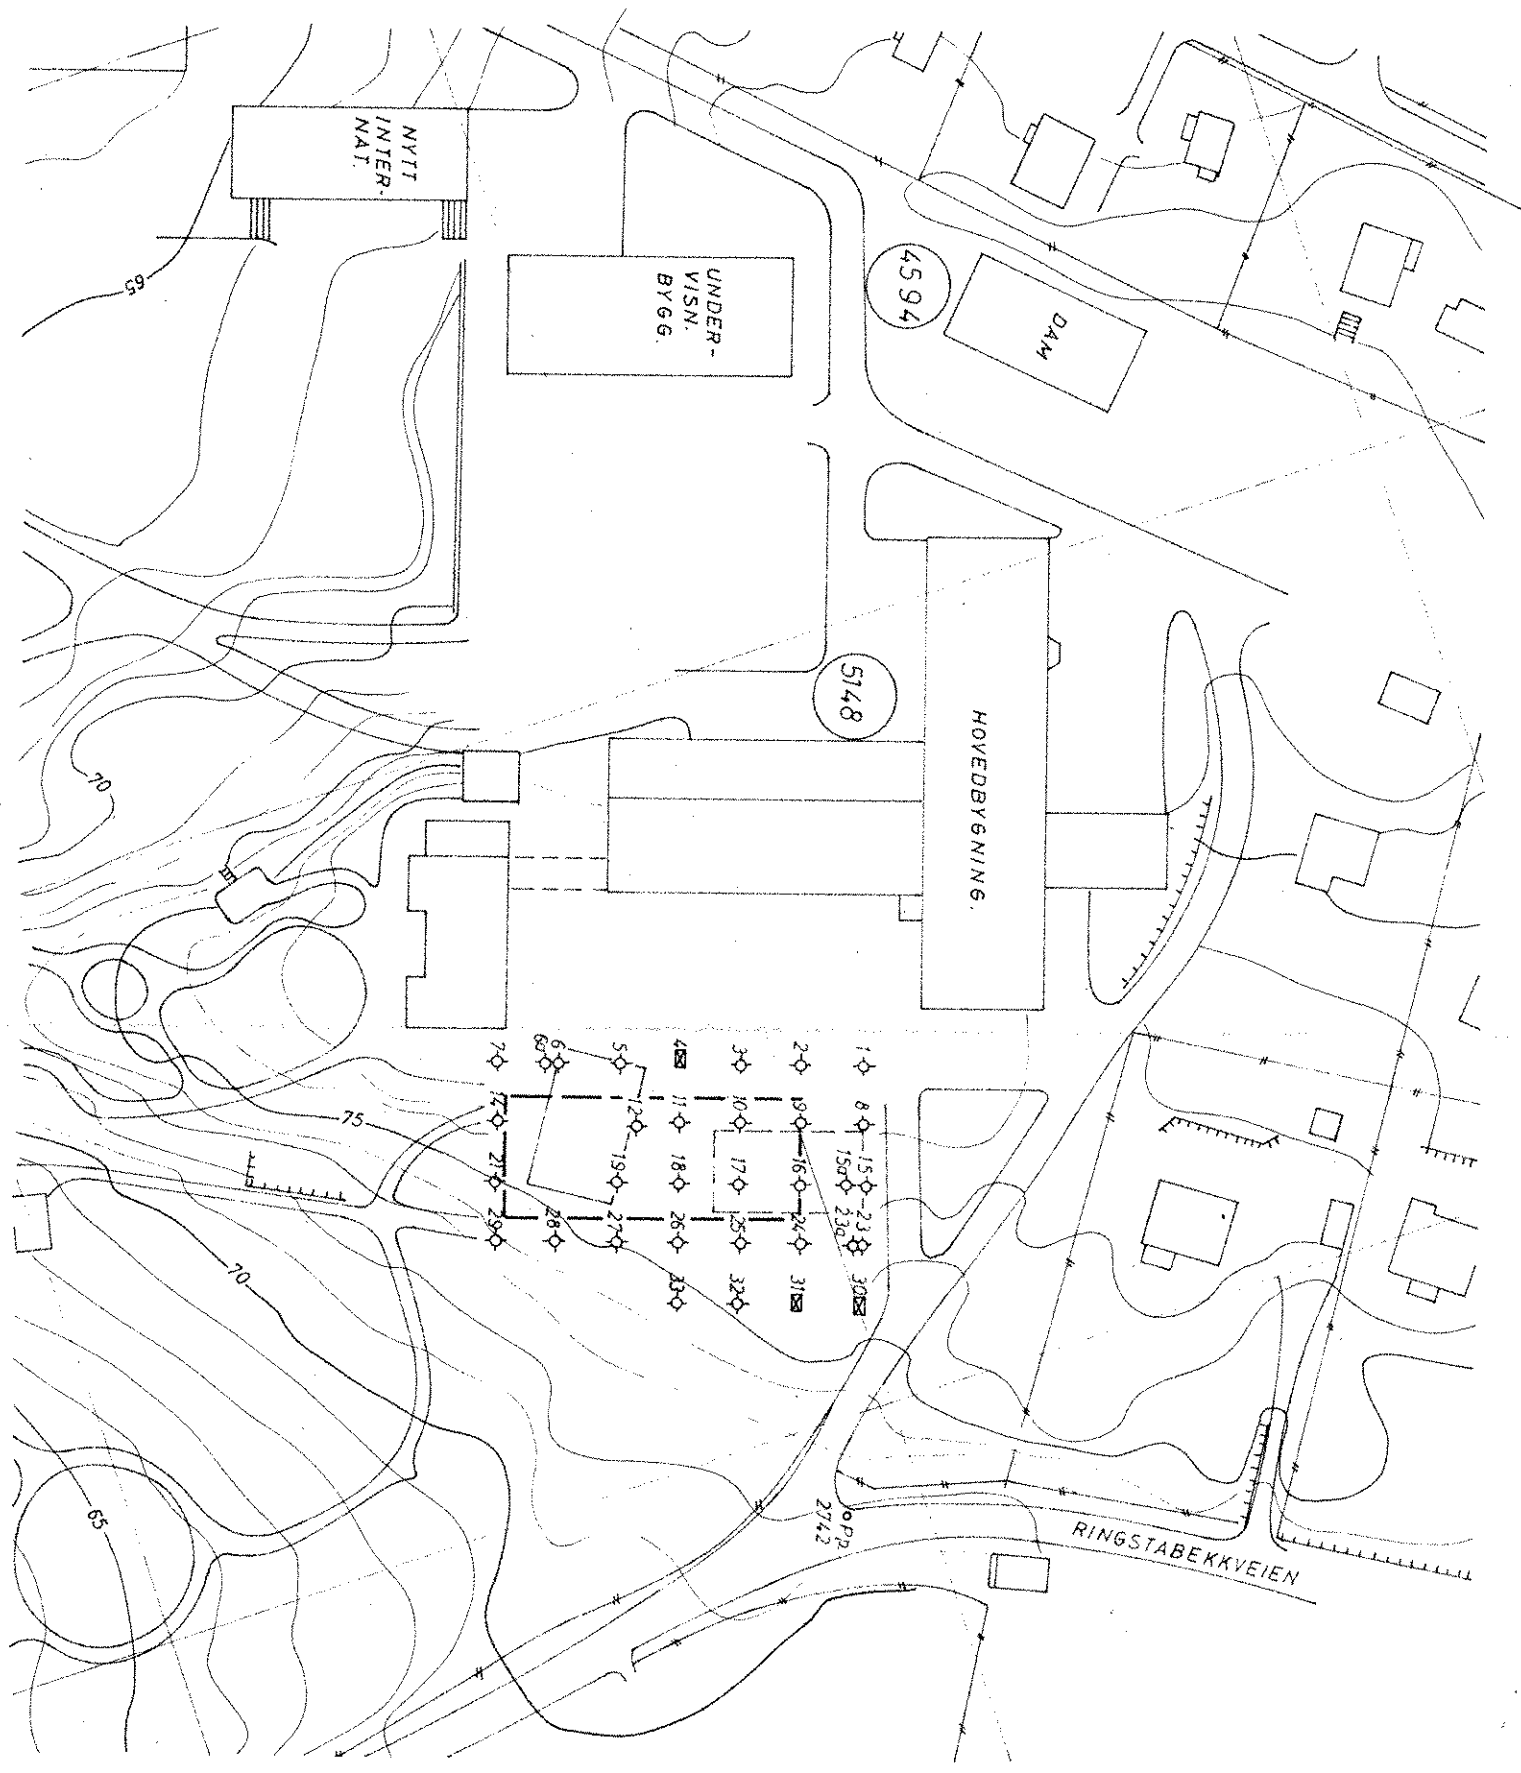 NYTT
INTER-
NAT.
UNDER-
VISN.
BYGG.
4594
DAM
65
5148
HOVEDBYGNING.
70
7
6a
6
5
4
3
2
1
14
12
11
10
9
8
75
21
19
18
17
16
15a
15
29
28
27
26
25
24
23a
23
33
32
31
30
70
65
PP
2742
RINGSTABEKKVEIEN